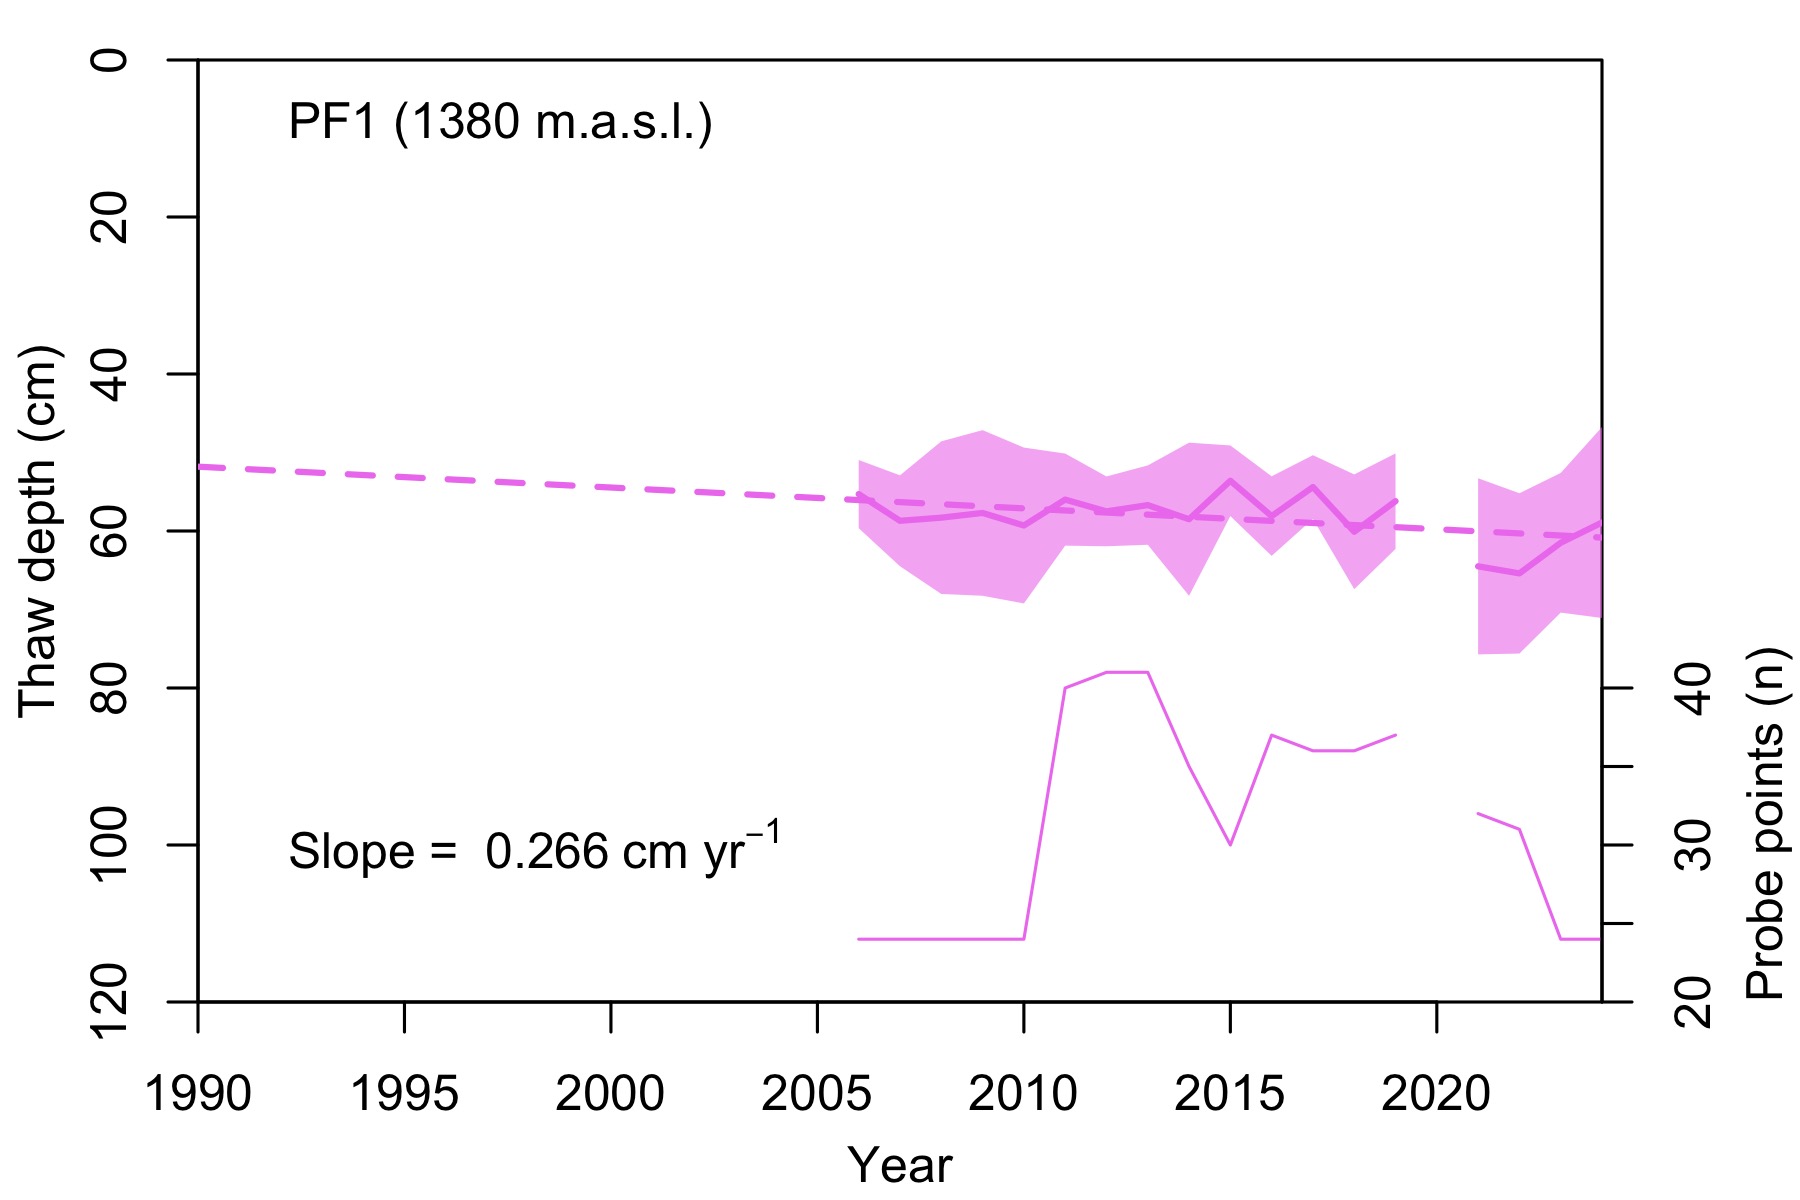 PF1 (1380 m.a.s.l.)
Slope = 0.266 cm yr⁻¹
Thaw depth (cm)
0
20
40
60
80
100
120
Probe points (n)
40
30
20
1990 1995 2000 2005 2010 2015 2020
Year